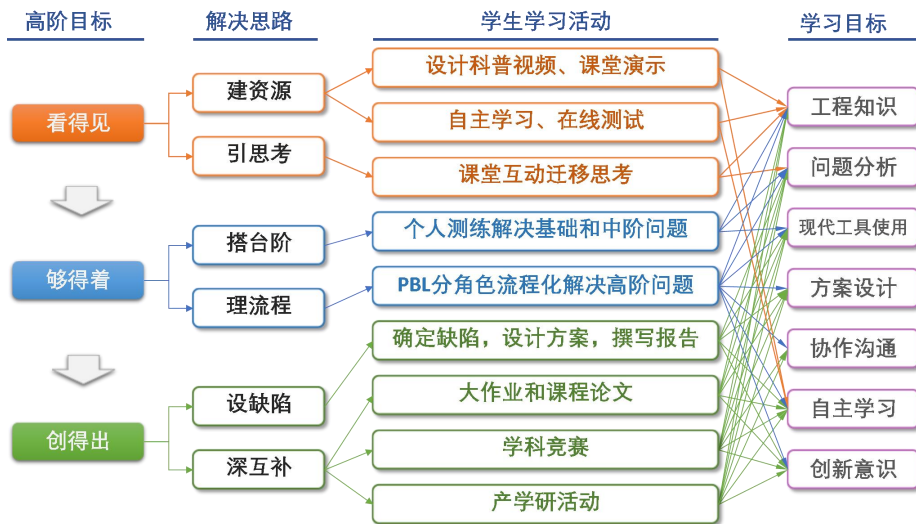 高阶目标
解决思路
学生学习活动
学习目标
看得见
建资源
引思考
设计科普视频、课堂演示
自主学习、在线测试
课堂互动迁移思考
够得着
搭台阶
理流程
个人测练解决基础和中阶问题
PBL分角色流程化解决高阶问题
创得出
设缺陷
深互补
确定缺陷，设计方案，撰写报告
大作业和课程论文
学科竞赛
产学研活动
工程知识
问题分析
现代工具使用
方案设计
协作沟通
自主学习
创新意识